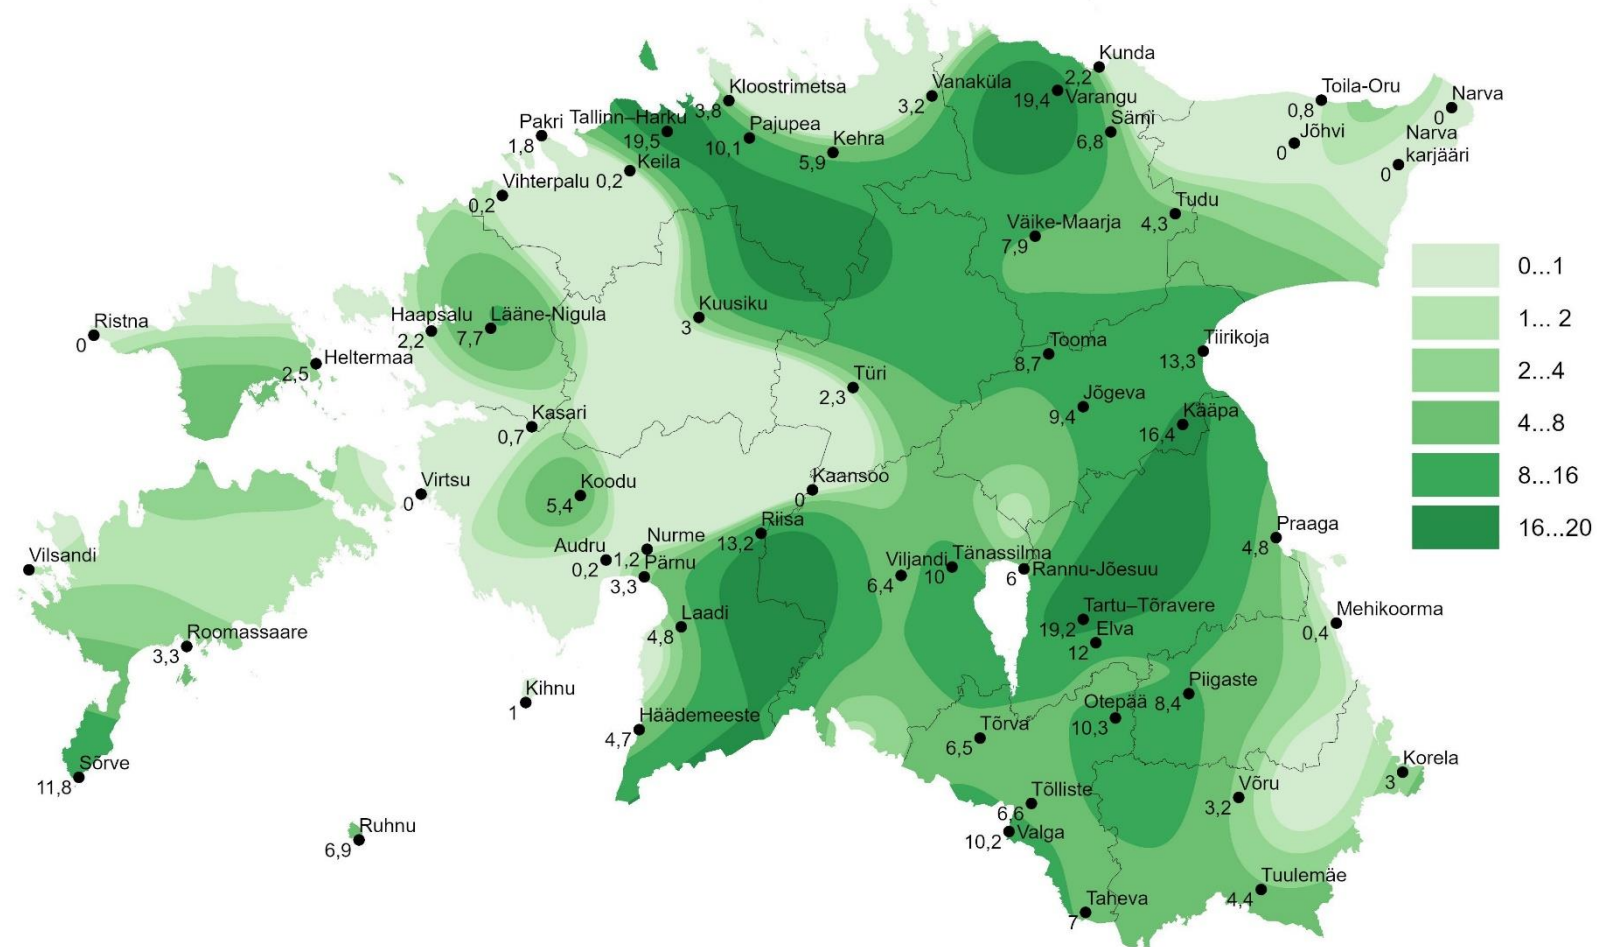 Kunda
2,2
Vanaküla
3,2
19,4
Varangu
Toila-Oru
0,8
Narva
0
Kloostrimetsa
3,8
Pakri
1,8
Tallinn–Harku
19,5
Pajupea
10,1
Kehra
5,9
Sämi
6,8
Jõhvi
0
Narva
karjääri
0
Keila
0,2
Vihterpalu
0,2
Tudu
4,3
Väike-Maarja
7,9
0...1
1... 2
2...4
4...8
8...16
16...20
Ristna
0
Haapsalu
2,2
Lääne-Nigula
7,7
Kuusiku
3
Heltermaa
2,5
Tooma
8,7
Tiirikoja
13,3
Türi
2,3
Jõgeva
9,4
Kääpa
16,4
Kasari
0,7
Virtsu
0
Koodu
5,4
Kaansoo
0
Riisa
13,2
Praaga
4,8
Vilsandi
Audru
0,2
Nurme
1,2
Pärnu
3,3
Viljandi
6,4
Tänassilma
10
Rannu-Jõesuu
6
Laadi
4,8
Tartu–Tõravere
19,2
Elva
12
Mehikoorma
0,4
Roomassaare
3,3
Kihnu
1
Häädemeeste
4,7
Piigaste
8,4
Otepää
10,3
Tõrva
6,5
Sõrve
11,8
Korela
3
Võru
3,2
Tõlliste
6,6
Valga
10,2
Ruhnu
6,9
Tuulemäe
4,4
Taheva
7